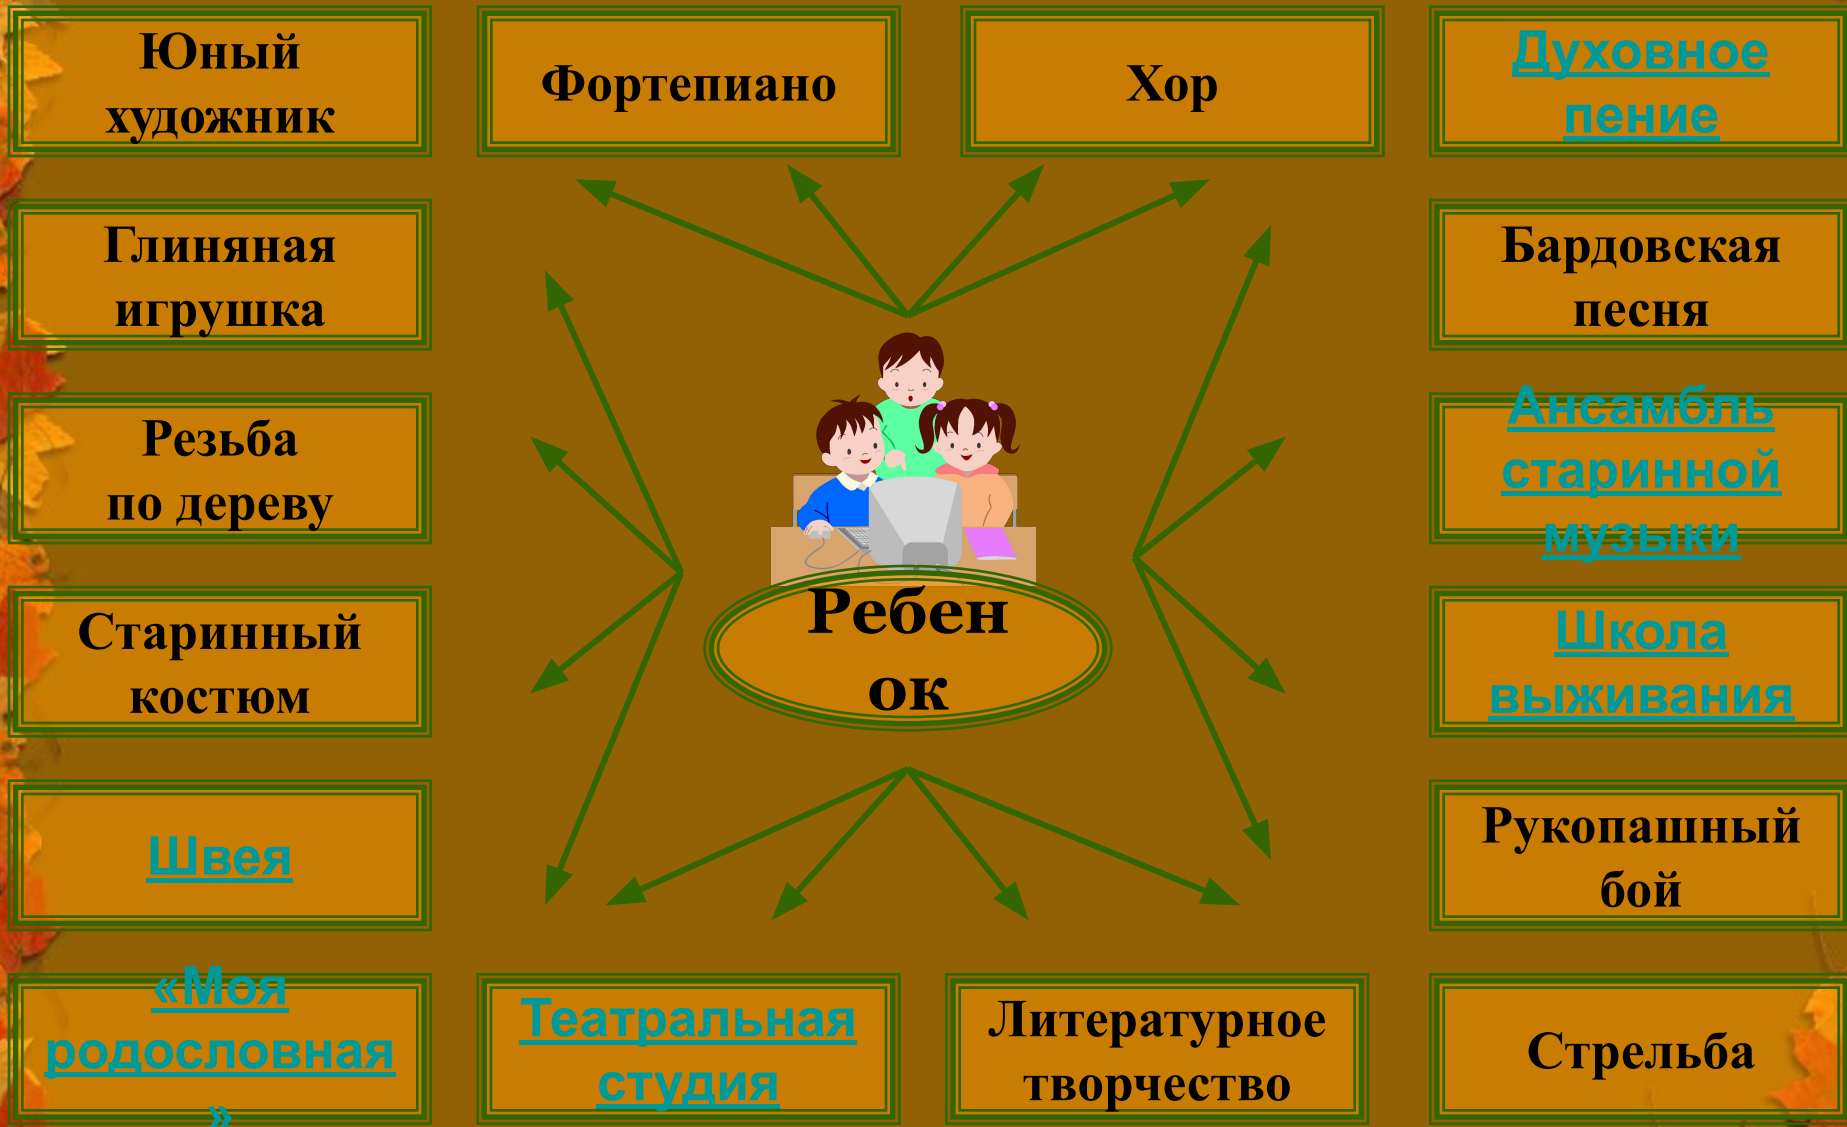 Юный
художник
Фортепиано
Хор
Духовное
пение
Глиняная
игрушка
Бардовская
песня
Резьба
по дереву
Ансамбль
старинной
музыки
Ребен
ок
Старинный
костюм
Школа
выживания
Швея
Рукопашный
бой
«Моя
родословная
»
Театральная
студия
Литературное
творчество
Стрельба